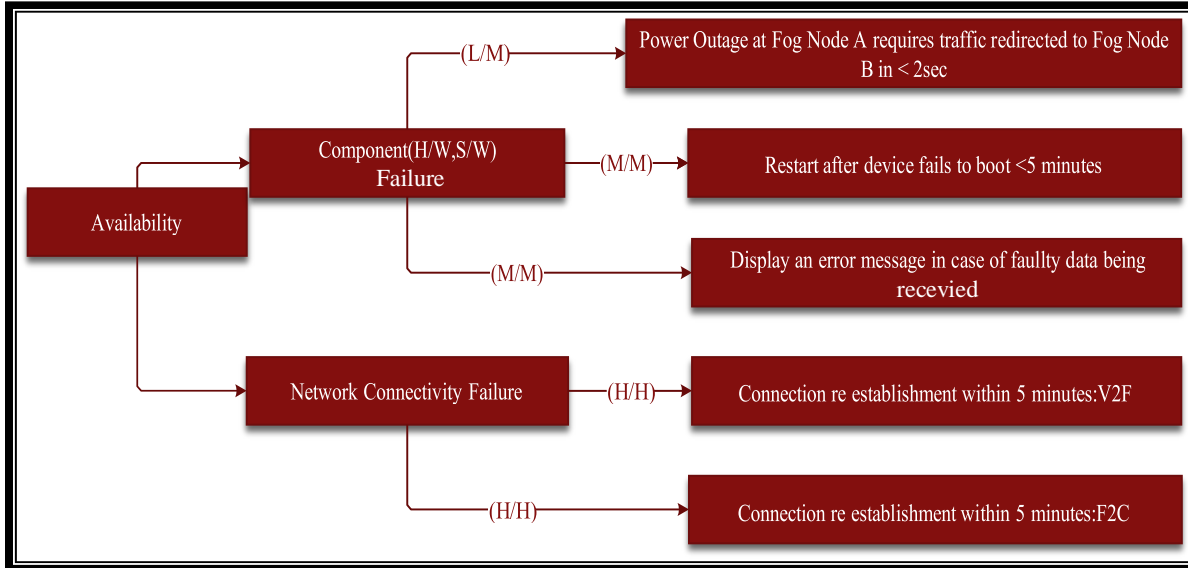 (L/M)
Power Outage at Fog Node A requires traffic redirected to Fog Node
B in < 2sec
Component(H/W,S/W)
Failure
(M/M)
Restart after device fails to boot <5 minutes
Availability
(M/M)
Display an error message in case of faullty data being
recevied
Network Connectivity Failure
(H/H)
Connection re establishment within 5 minutes:V2F
(H/H)
Connection re establishment within 5 minutes:F2C